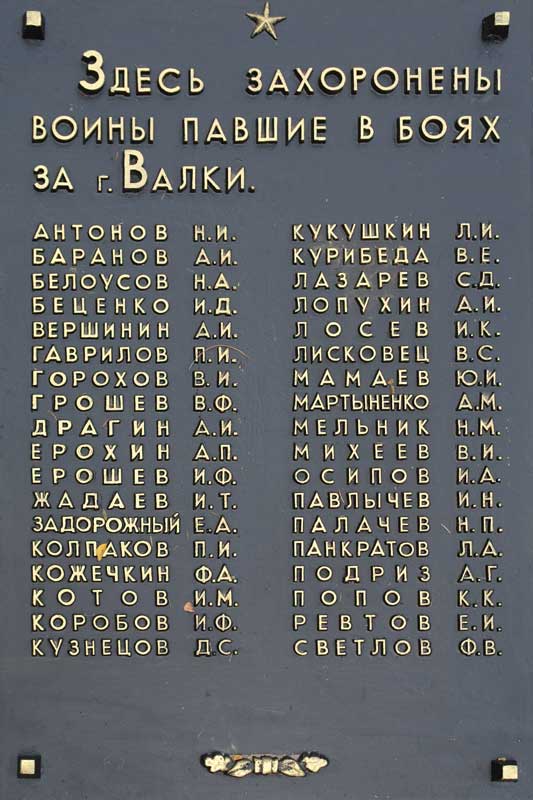 Здесь захоронены
воины павшие в боях
за г. Валки.
АНТОНОВ Н.И.
БАРАНОВ А.И.
БЕЛОУСОВ Н.А.
БЕЦЕНКО И.Д.
ВЕРШИНИН А.И.
ГАВРИЛОВ П.И.
ГОРОХОВ В.И.
ГРОШЕВ В.Ф.
ДРАГИН А.И.
ЕРОХИН А.П.
ЕРОШЕВ И.Ф.
ЖАДАЕВ И.Т.
ЗАДОРОЖНЫЙ Е.А.
КОЛПАКОВ П.И.
КОЖЕЧКИН Ф.А.
КОТОВ И.М.
КОРОБОВ И.Ф.
КУЗНЕЦОВ Д.С.
КУКУШКИН Л.И.
КУРИБЕДА В.Е.
ЛАЗАРЕВ С.Д.
ЛОПУХИН А.И.
ЛОСЕВ И.К.
ЛИСКОВЕЦ В.С.
МАМАЕВ Ю.И.
МАРТЫНЕНКО А.М.
МЕЛЬНИК Н.М.
МИХЕЕВ В.И.
ОСИПОВ И.А.
ПАВЛЫЧЕВ И.Н.
ПАЛАЧЕВ Н.П.
ПАНКРАТОВ Л.А.
ПОДРИЗ А.Г.
ПОПОВ К.К.
РЕВТОВ Е.И.
СВЕТЛОВ Ф.В.